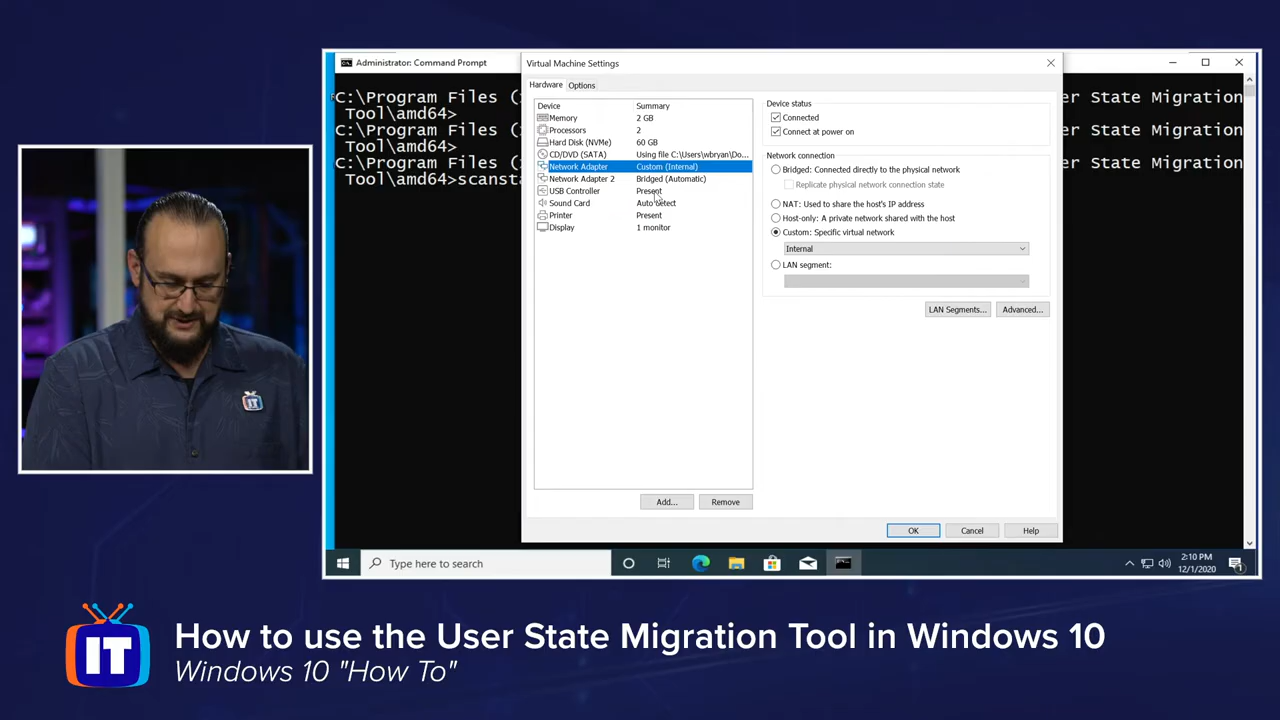 Administrator: Command Prompt
C:\Program Files (
er State Migration
Tool\amd64>
C:\Program Files (
er State Migration
Tool\amd64>
C:\Program Files (
er State Migration
Tool\amd64>scanst
Virtual Machine Settings
Hardware
Options
Device Summary
Memory 2 GB
Processors 2
Hard Disk (NVMe) 60 GB
CD/DVD (SATA) Using file C:\Users\wbryan\Do...
Network Adapter Custom (Internal)
Network Adapter 2 Bridged (Automatic)
USB Controller Present
Sound Card Auto detect
Printer Present
Display 1 monitor
Add...
Remove
Device status
Connected
Connect at power on
Network connection
Bridged: Connected directly to the physical network
Replicate physical network connection state
NAT: Used to share the host's IP address
Host-only: A private network shared with the host
Custom: Specific virtual network
Internal
LAN segment:
LAN Segments...
Advanced...
OK
Cancel
Help
Type here to search
2:10 PM
12/1/2020
1
IT
IT
How to use the User State Migration Tool in Windows 10
Windows 10 "How To"